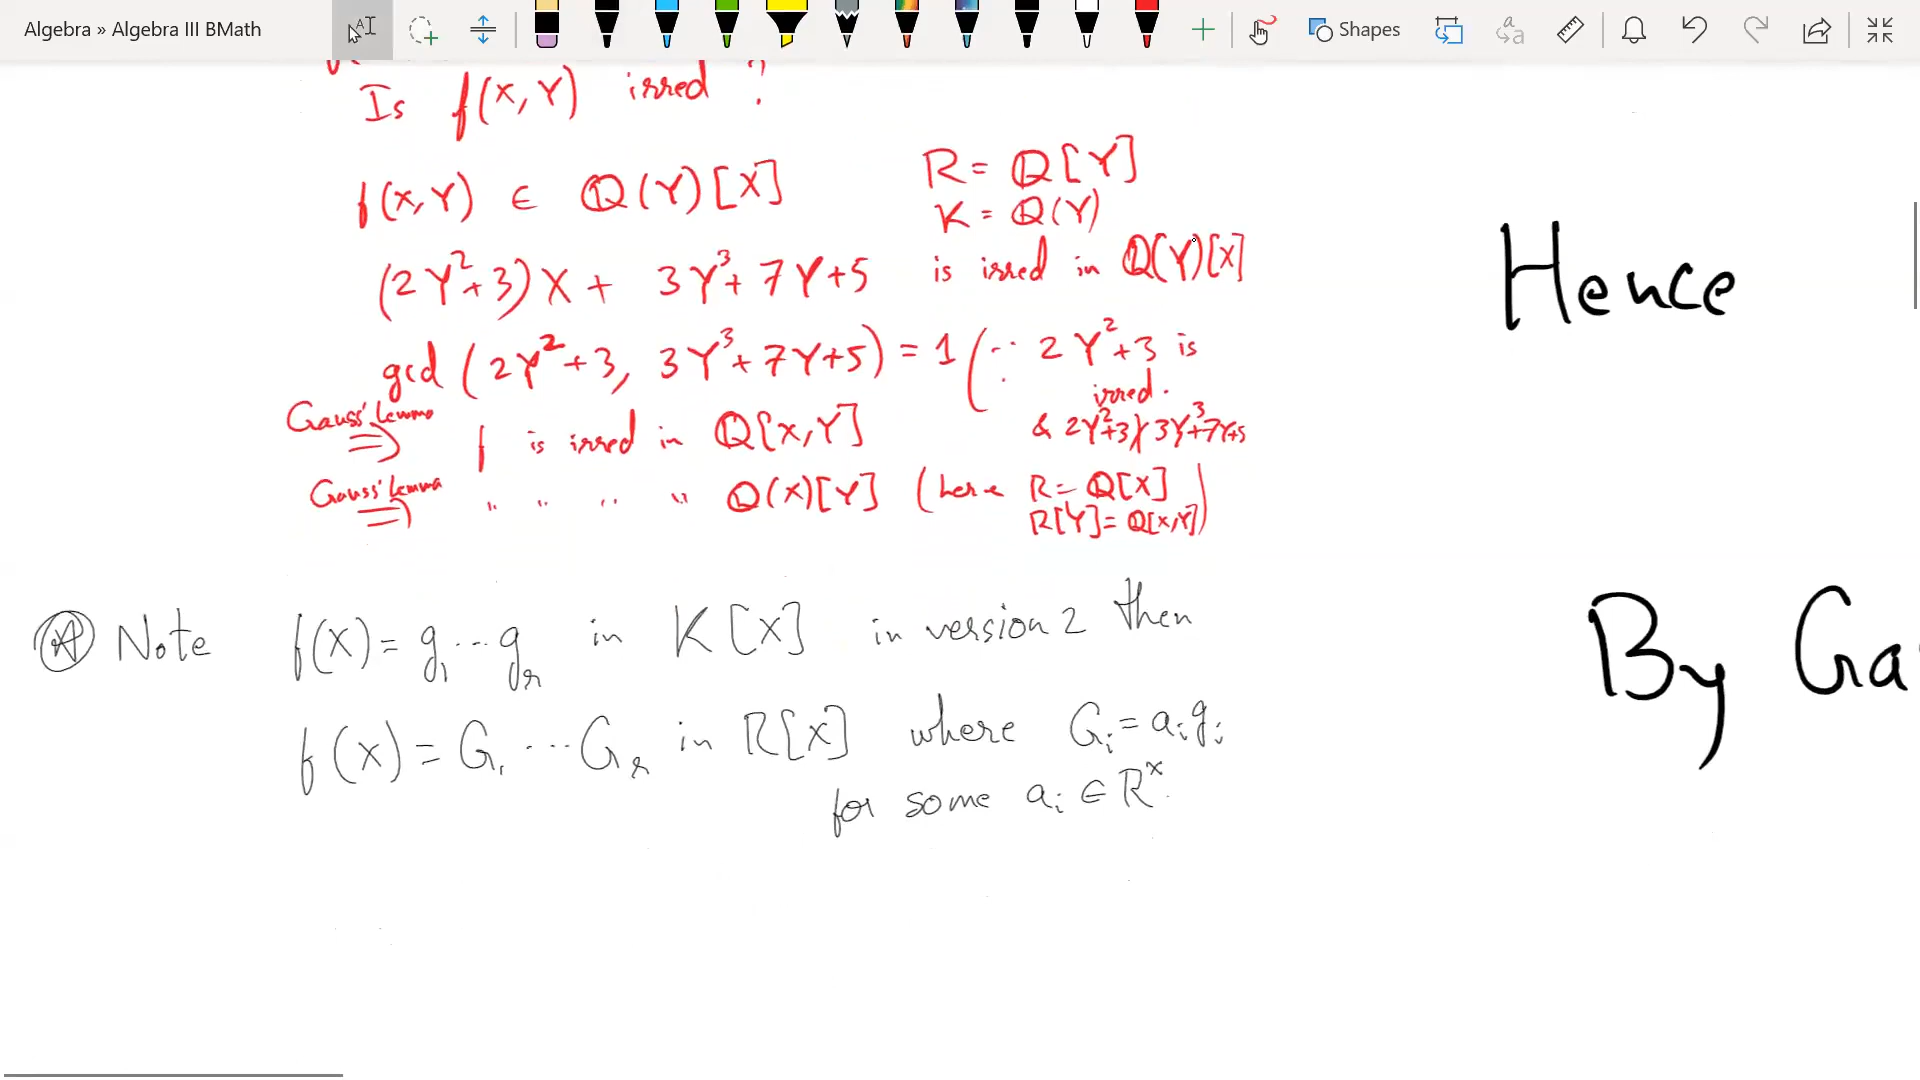 Algebra » Algebra III BMath
Shapes
Is f(X, Y) irred ?
f(X,Y) ∈ Q(Y)[X]
R = Q[Y]
K = Q(Y)
(2Y²+3)X + 3Y³+7Y+5 is irred in Q(Y)[X]
gcd (2Y²+3, 3Y³+7Y+5) = 1 (∵ 2Y²+3 is
irred.
& 2Y²+3 ∤ 3Y³+7Y+5
Gauss' Lemma
⇒ f is irred in Q[X,Y]
Gauss' Lemma
⇒ " " " " Q(X)[Y] (here R = Q[X]
R[Y] = Q[X,Y])
Hence
Note f(X) = g₁...gᵣ in K[X] in version 2 then
f(X) = G₁...Gᵣ in R[X] where Gᵢ = aᵢgᵢ
for some aᵢ ∈ Rˣ.
By Ga